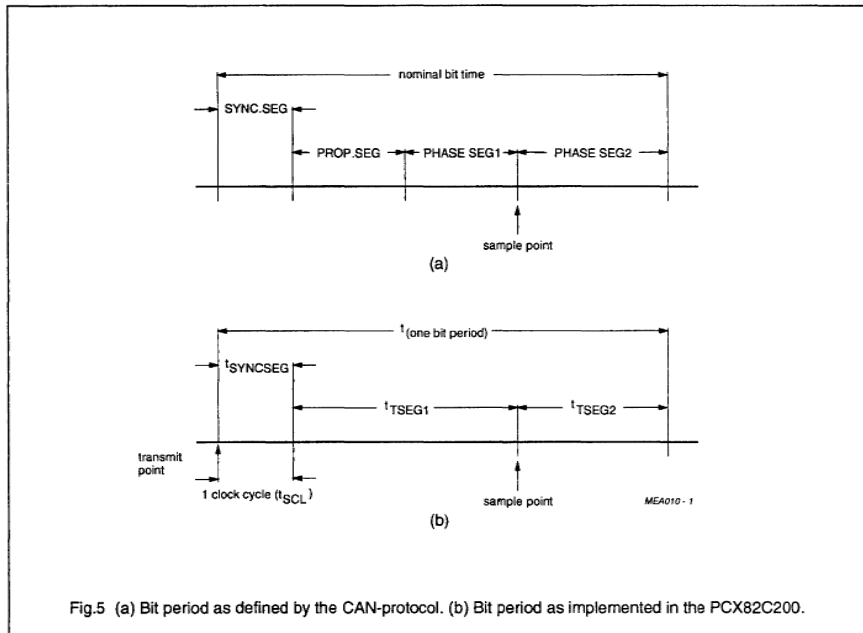 nominal bit time
SYNC.SEG
PROP.SEG PHASE SEG1 PHASE SEG2
sample point
(a)
t(one bit period)
tSYNCSEG
tTSEG1 tTSEG2
transmit
point
1 clock cycle (tSCL)
sample point
MEA010 - 1
(b)
Fig.5 (a) Bit period as defined by the CAN-protocol. (b) Bit period as implemented in the PCX82C200.